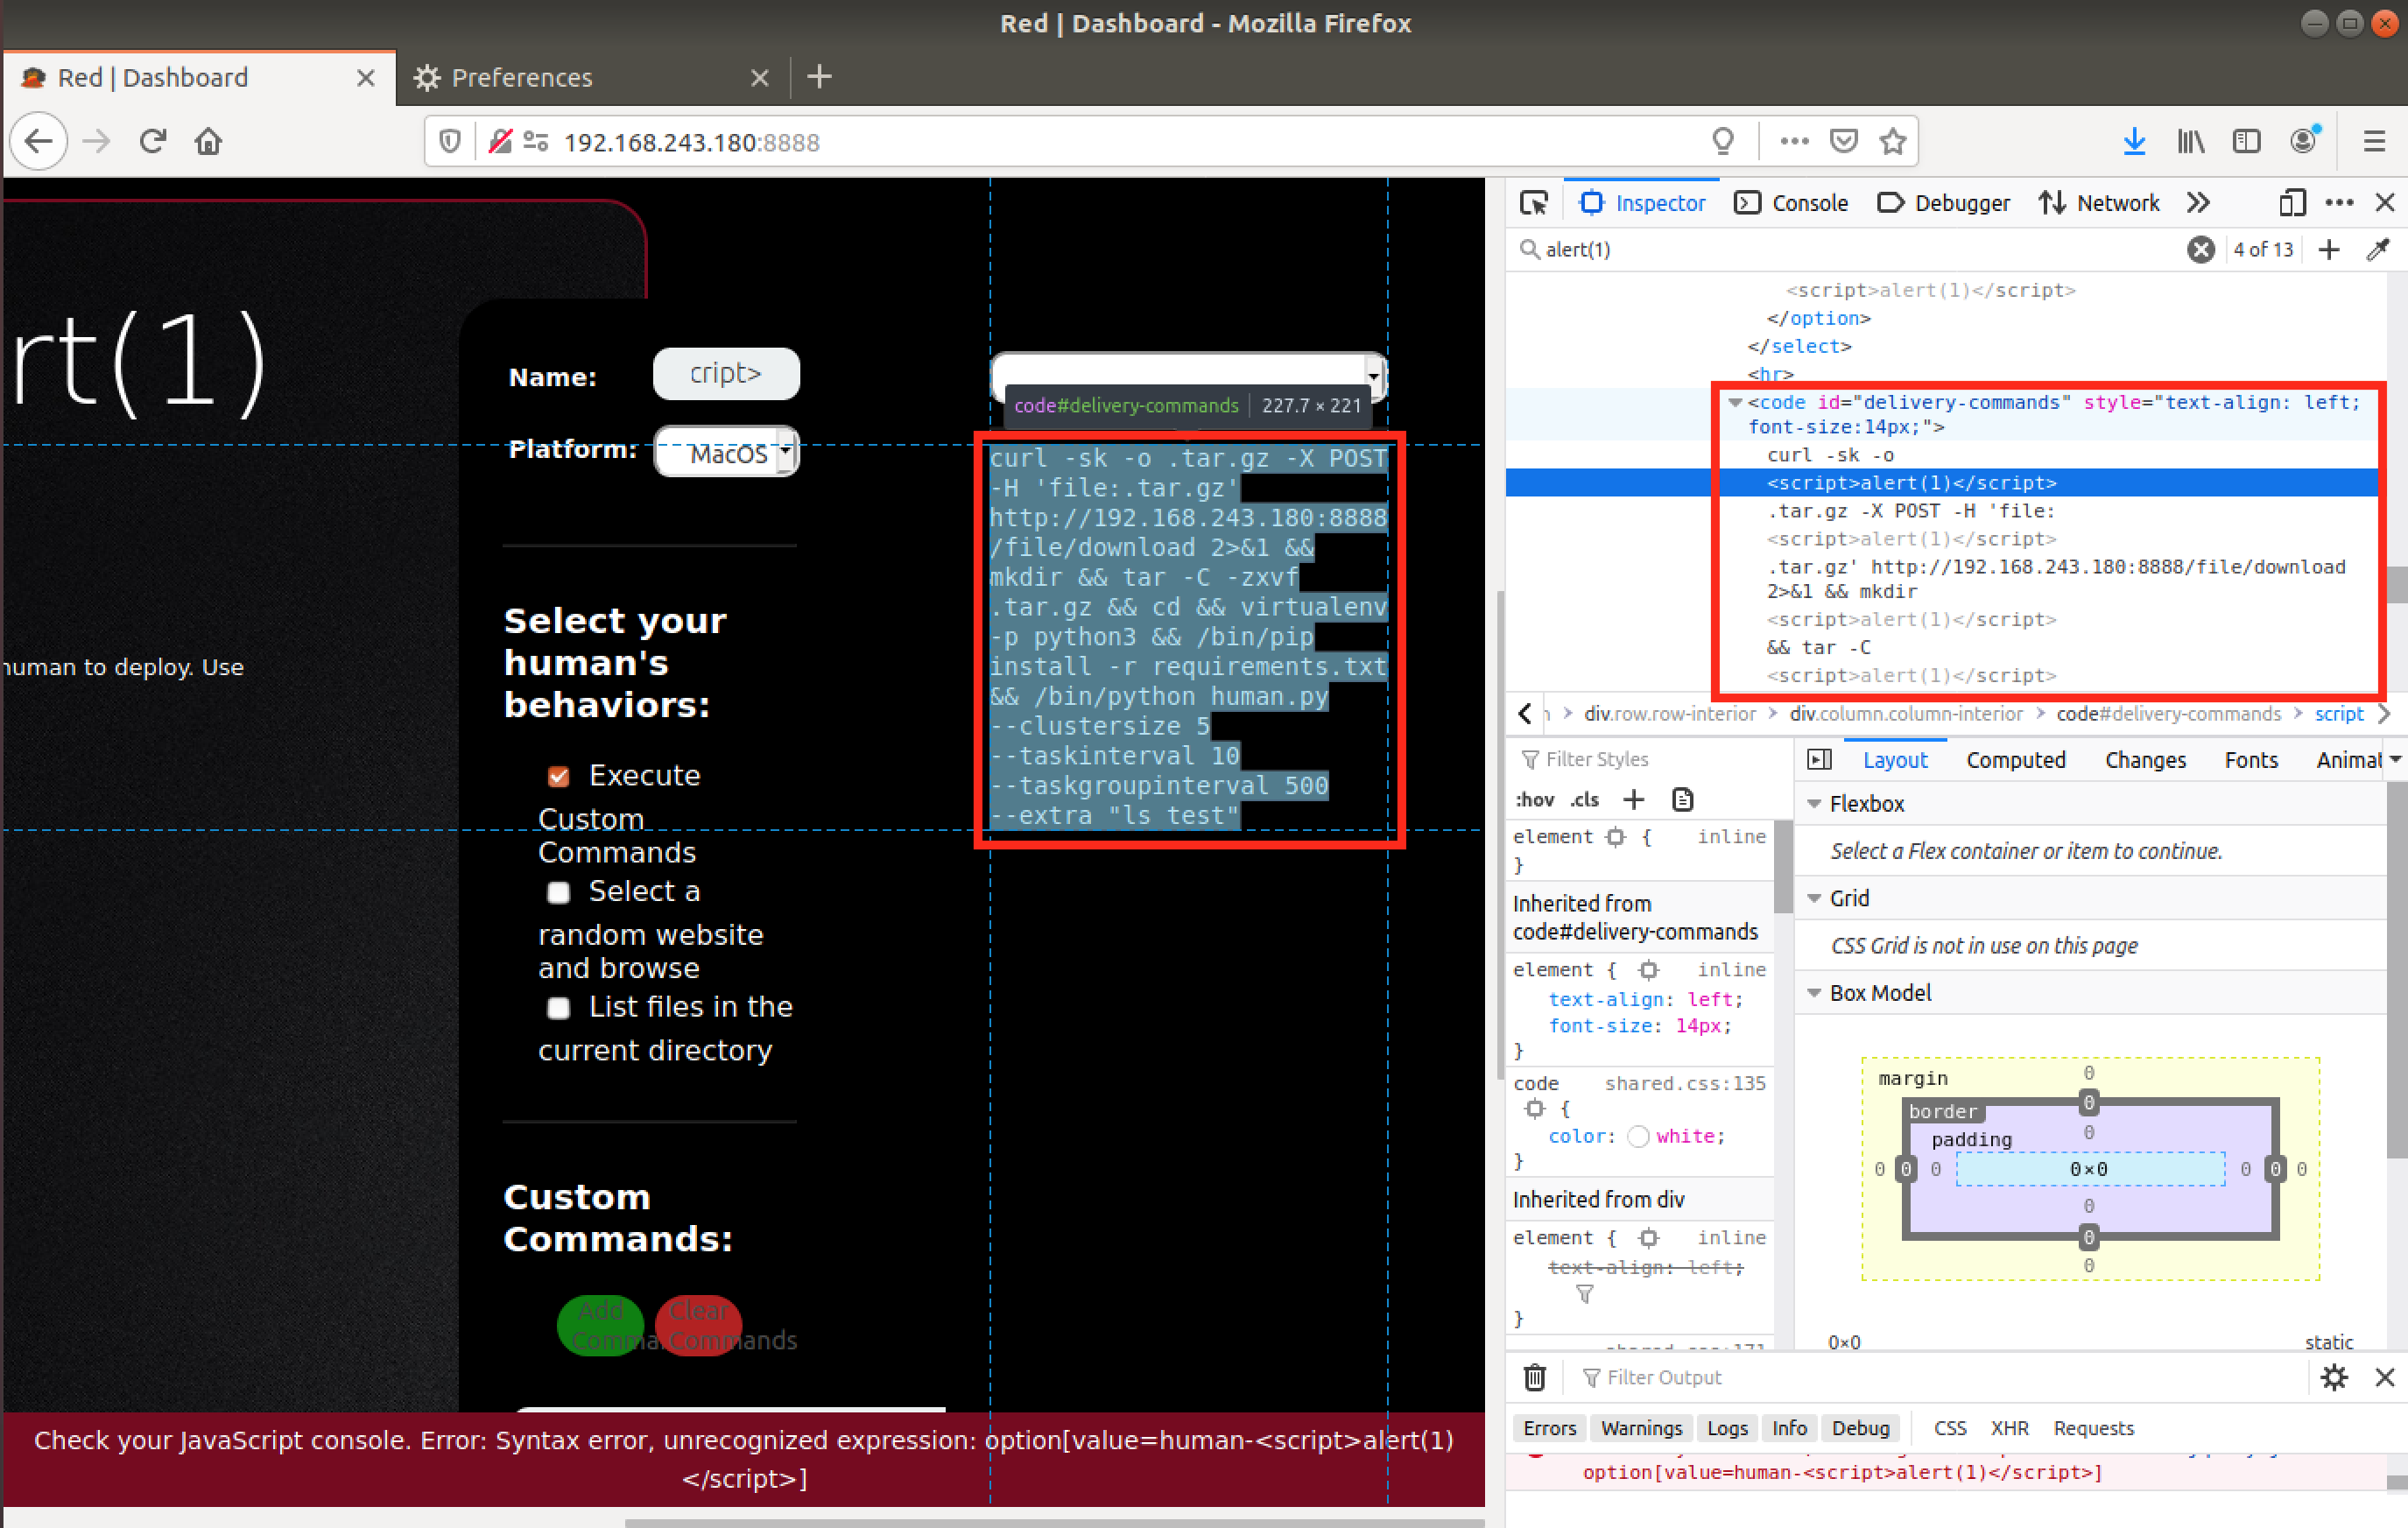 Red | Dashboard - Mozilla Firefox
Red | Dashboard
Preferences
192.168.243.180:8888
rt(1)
human to deploy. Use
Name:
cript>
Platform:
MacOS
Select your
human's
behaviors:
Execute
Custom
Commands
Select a
random website
and browse
List files in the
current directory
Custom
Commands:
Add
Comma
Clear
Commands
code#delivery-commands | 227.7 × 221
curl -sk -o .tar.gz -X POST
-H 'file:.tar.gz'
http://192.168.243.180:8888
/file/download 2>&1 &&
mkdir && tar -C -zxvf
.tar.gz && cd && virtualenv
-p python3 && /bin/pip
install -r requirements.txt
&& /bin/python human.py
--clustersize 5
--taskinterval 10
--taskgroupinterval 500
--extra "ls test"
Check your JavaScript console. Error: Syntax error, unrecognized expression: option[value=human-<script>alert(1)
</script>]
Inspector
Console
Debugger
Network
alert(1)
4 of 13
<script>alert(1)</script>
</option>
</select>
<hr>
<code id="delivery-commands" style="text-align: left;
font-size:14px;">
curl -sk -o
<script>alert(1)</script>
.tar.gz -X POST -H 'file:
<script>alert(1)</script>
.tar.gz' http://192.168.243.180:8888/file/download
2>&1 && mkdir
<script>alert(1)</script>
&& tar -C
<script>alert(1)</script>
div.row.row-interior > div.column.column-interior > code#delivery-commands > script
Filter Styles
:hov .cls
element { inline
}
Inherited from
code#delivery-commands
element { inline
text-align: left;
font-size: 14px;
}
code shared.css:135
{
color: white;
}
Inherited from div
element { inline
text-align: left;
}
Layout
Computed
Changes
Fonts
Animat
Flexbox
Select a Flex container or item to continue.
Grid
CSS Grid is not in use on this page
Box Model
margin
0
border
0
padding
0
0 0 0 0×0 0 0 0
0
0
0
0×0
static
Filter Output
Errors
Warnings
Logs
Info
Debug
CSS
XHR
Requests
option[value=human-<script>alert(1)</script>]